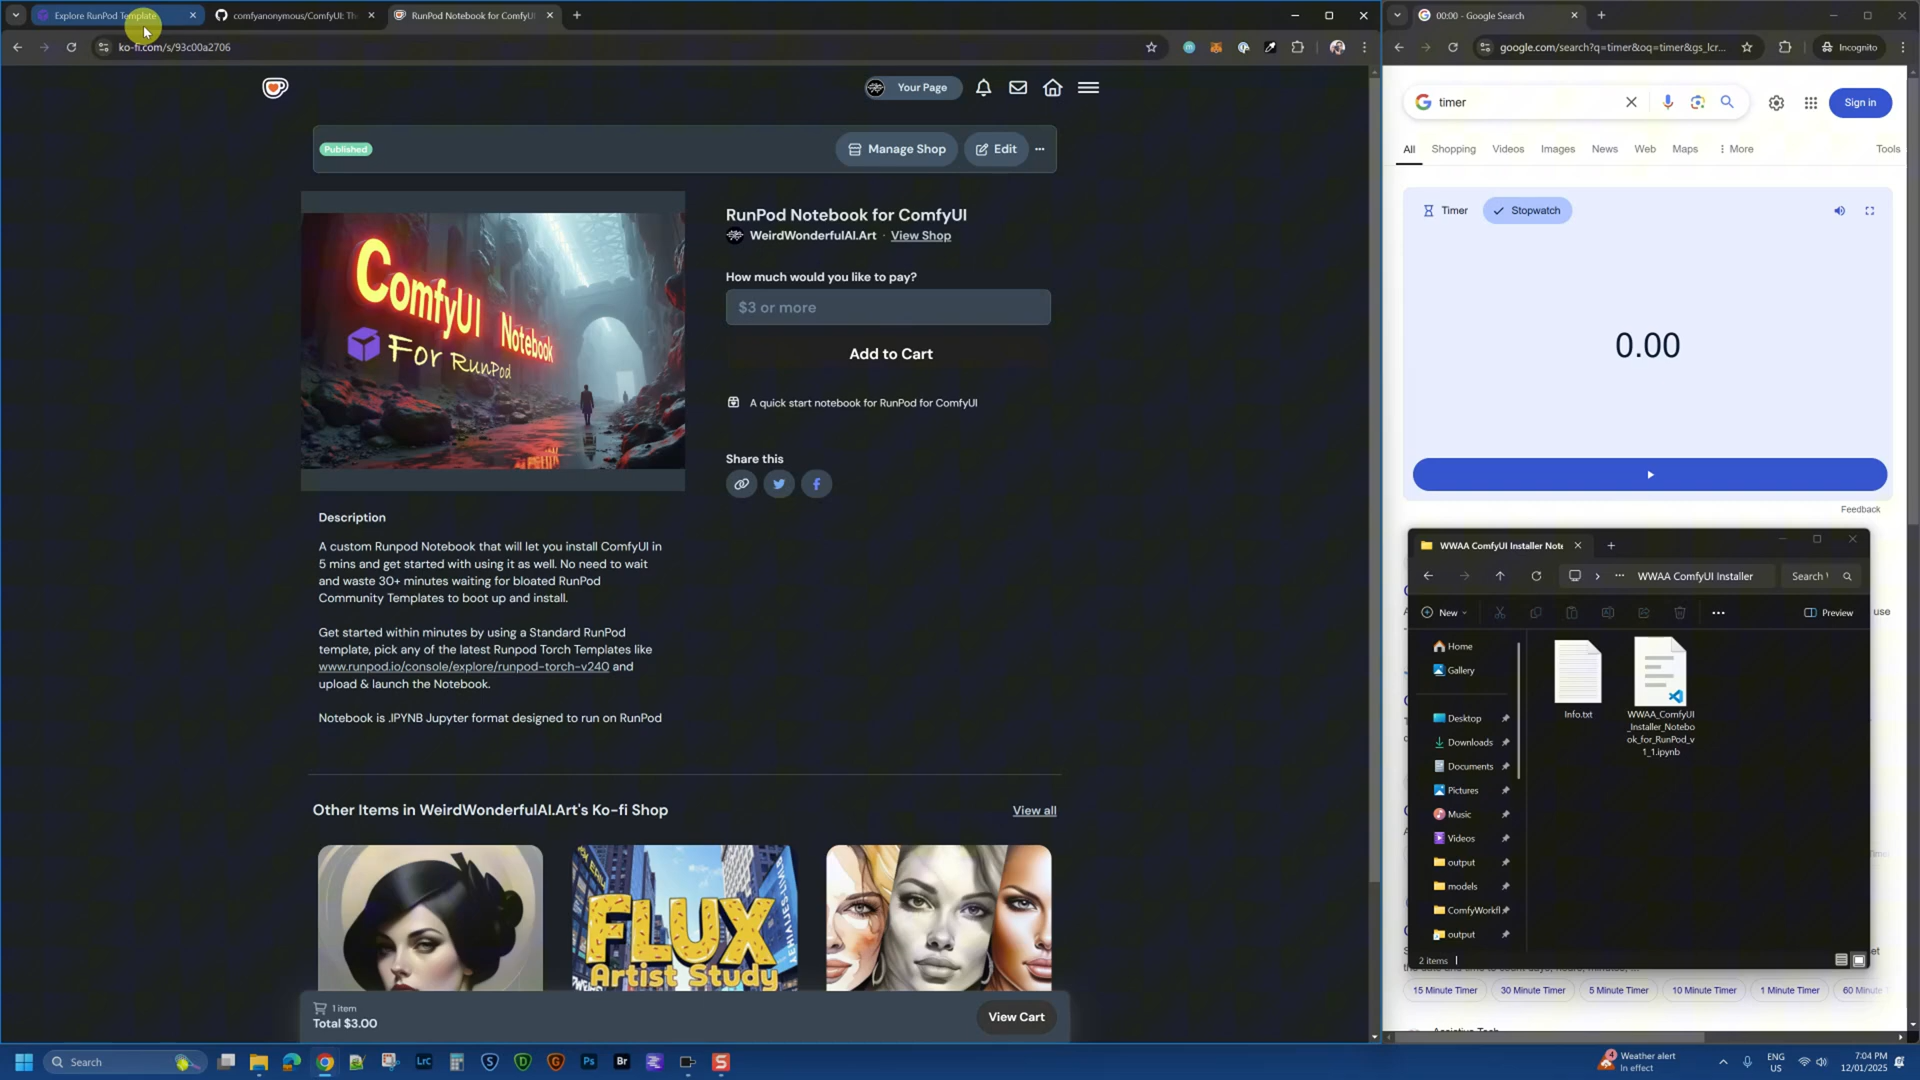 Explore RunPod Template
comfyanonymous/ComfyUI: Th
RunPod Notebook for ComfyU
ko-fi.com/s/93c00a2706
Your Page
Published
Manage Shop
Edit
ComfyUI Notebook
For RunPod
RunPod Notebook for ComfyUI
WeirdWonderfulAI.Art · View Shop
How much would you like to pay?
$3 or more
Add to Cart
A quick start notebook for RunPod for ComfyUI
Share this
Description
A custom Runpod Notebook that will let you install ComfyUI in
5 mins and get started with using it as well. No need to wait
and waste 30+ minutes waiting for bloated RunPod
Community Templates to boot up and install.
Get started within minutes by using a Standard RunPod
template, pick any of the latest Runpod Torch Templates like
www.runpod.io/console/explore/runpod-torch-v240 and
upload & launch the Notebook.
Notebook is .IPYNB Jupyter format designed to run on RunPod
Other Items in WeirdWonderfulAI.Art's Ko-fi Shop
View all
FLUX
Artist Study
1 item
Total $3.00
View Cart
00:00 - Google Search
google.com/search?q=timer&oq=timer&gs_lcr...
Incognito
timer
Sign in
All
Shopping
Videos
Images
News
Web
Maps
More
Tools
Timer
Stopwatch
0.00
Feedback
WWAA ComfyUI Installer Note
WWAA ComfyUI Installer
Search
New
Preview
use
Home
Gallery
Desktop
Downloads
Documents
Pictures
Music
Videos
output
models
ComfyWorkfl
output
Info.txt
WWAA_ComfyUI
_Installer_Notebo
ok_for_RunPod_v
1_1.ipynb
2 items
15 Minute Timer
30 Minute Timer
5 Minute Timer
10 Minute Timer
1 Minute Timer
60 Minute
Search
LrC
Ps
Br
Weather alert
In effect
ENG
US
7:04 PM
12/01/2025